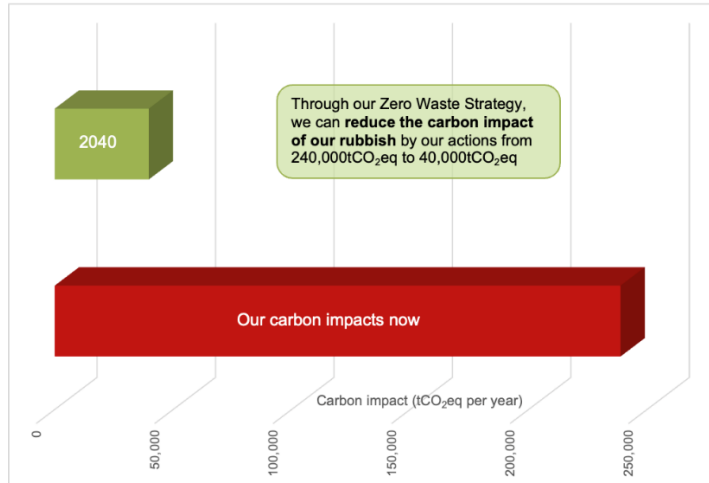 2040
Through our Zero Waste Strategy,
we can reduce the carbon impact
of our rubbish by our actions from
240,000tCO₂eq to 40,000tCO₂eq
Our carbon impacts now
Carbon impact (tCO₂eq per year)
0
50,000
100,000
150,000
200,000
250,000